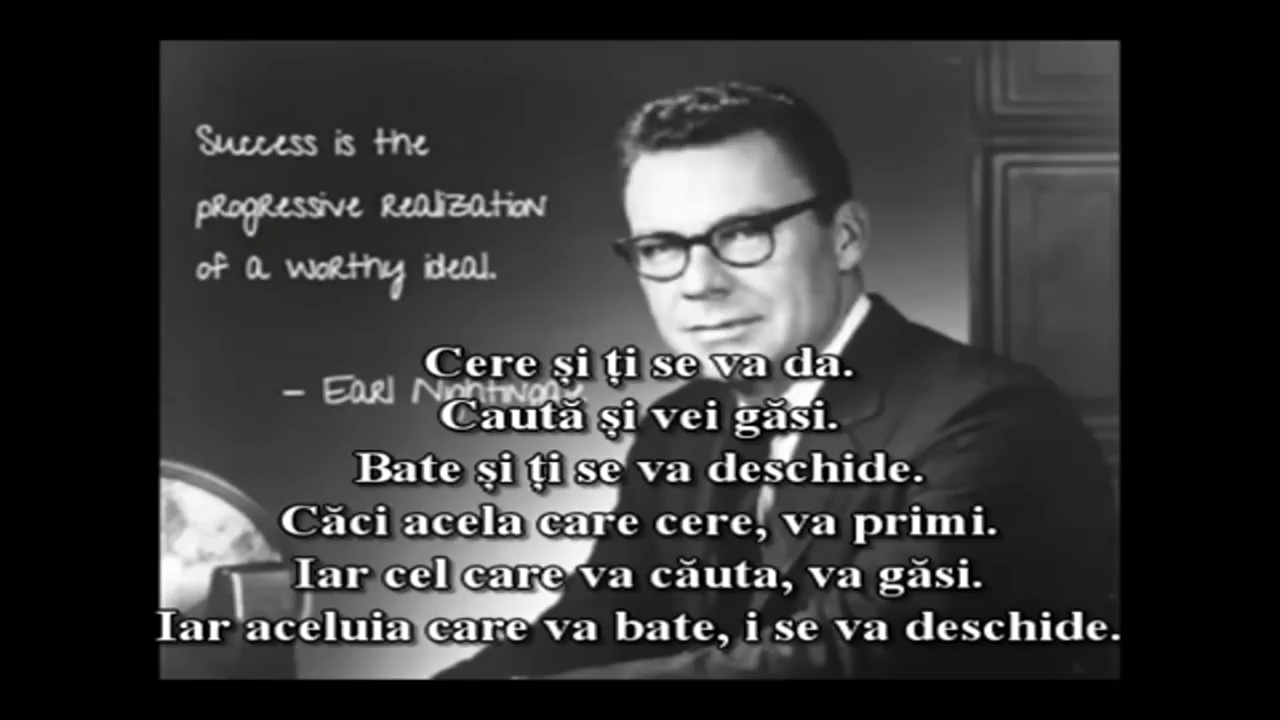 Success is the
progressive realization
of a worthy ideal.
– Earl Nightingale
Cere și ți se va da.
Caută și vei găsi.
Bate și ți se va deschide.
Căci acela care cere, va primi.
Iar cel care va căuta, va găsi.
Iar aceluia care va bate, i se va deschide.